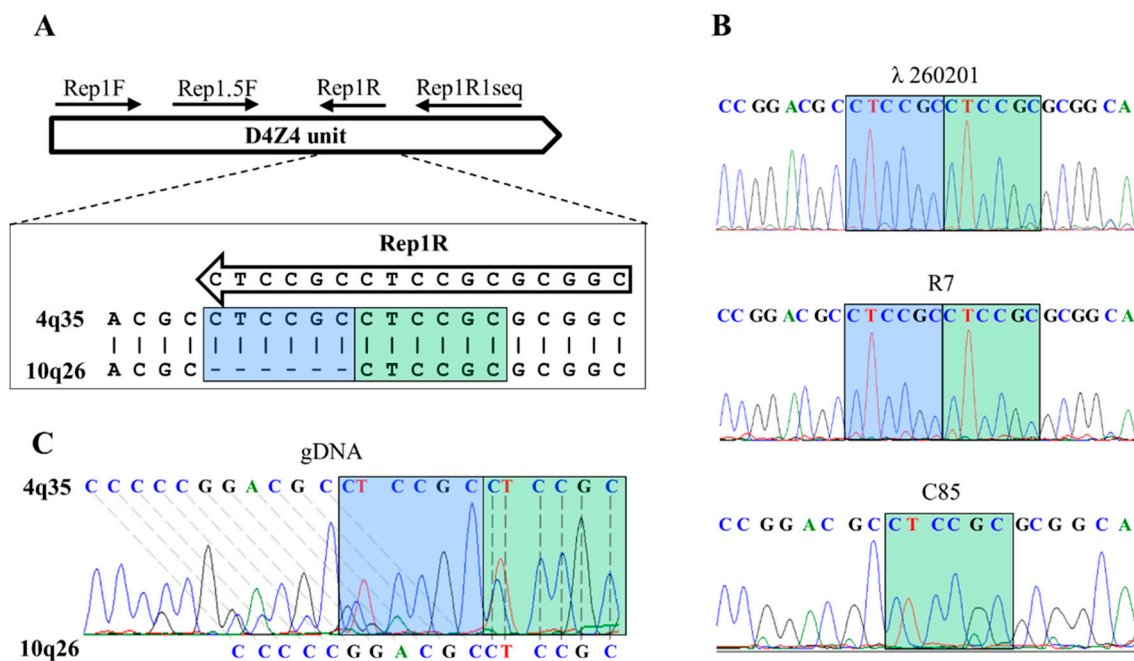 A
Rep1F Rep1.5F Rep1R Rep1R1seq
D4Z4 unit
Rep1R
C T C C G C C T C C G C G C G G C
4q35 A C G C C T C C G C C T C C G C G C G G C
10q26 A C G C - - - - - - C T C C G C G C G G C
B
λ 260201
C C G G A C G C C T C C G C C T C C G C G C G G C A
R7
C C G G A C G C C T C C G C C T C C G C G C G G C A
C85
C C G G A C G C C T C C G C G C G G C A
C
gDNA
4q35 C C C C C G G A C G C C T C C G C C T C C G C
10q26 C C C C C G G A C G C C T C C G C